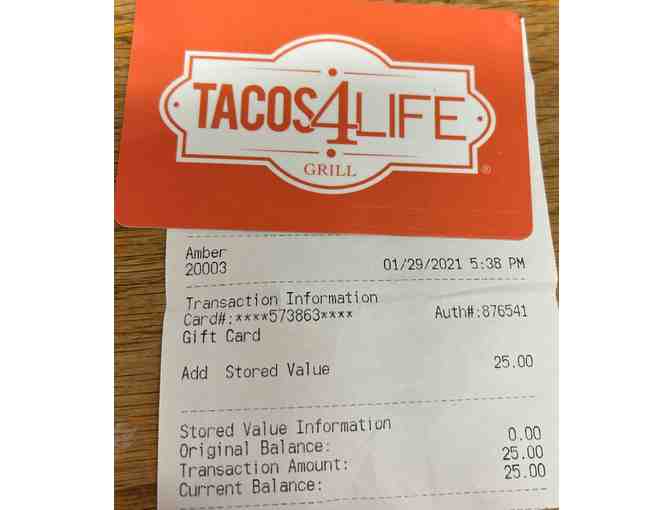 TACOS4LIFE
GRILL
®
Amber
20003 01/29/2021 5:38 PM
Transaction Information
Card#:****573863**** Auth#:876541
Gift Card
Add Stored Value 25.00
Stored Value Information
Original Balance: 0.00
Transaction Amount: 25.00
Current Balance: 25.00